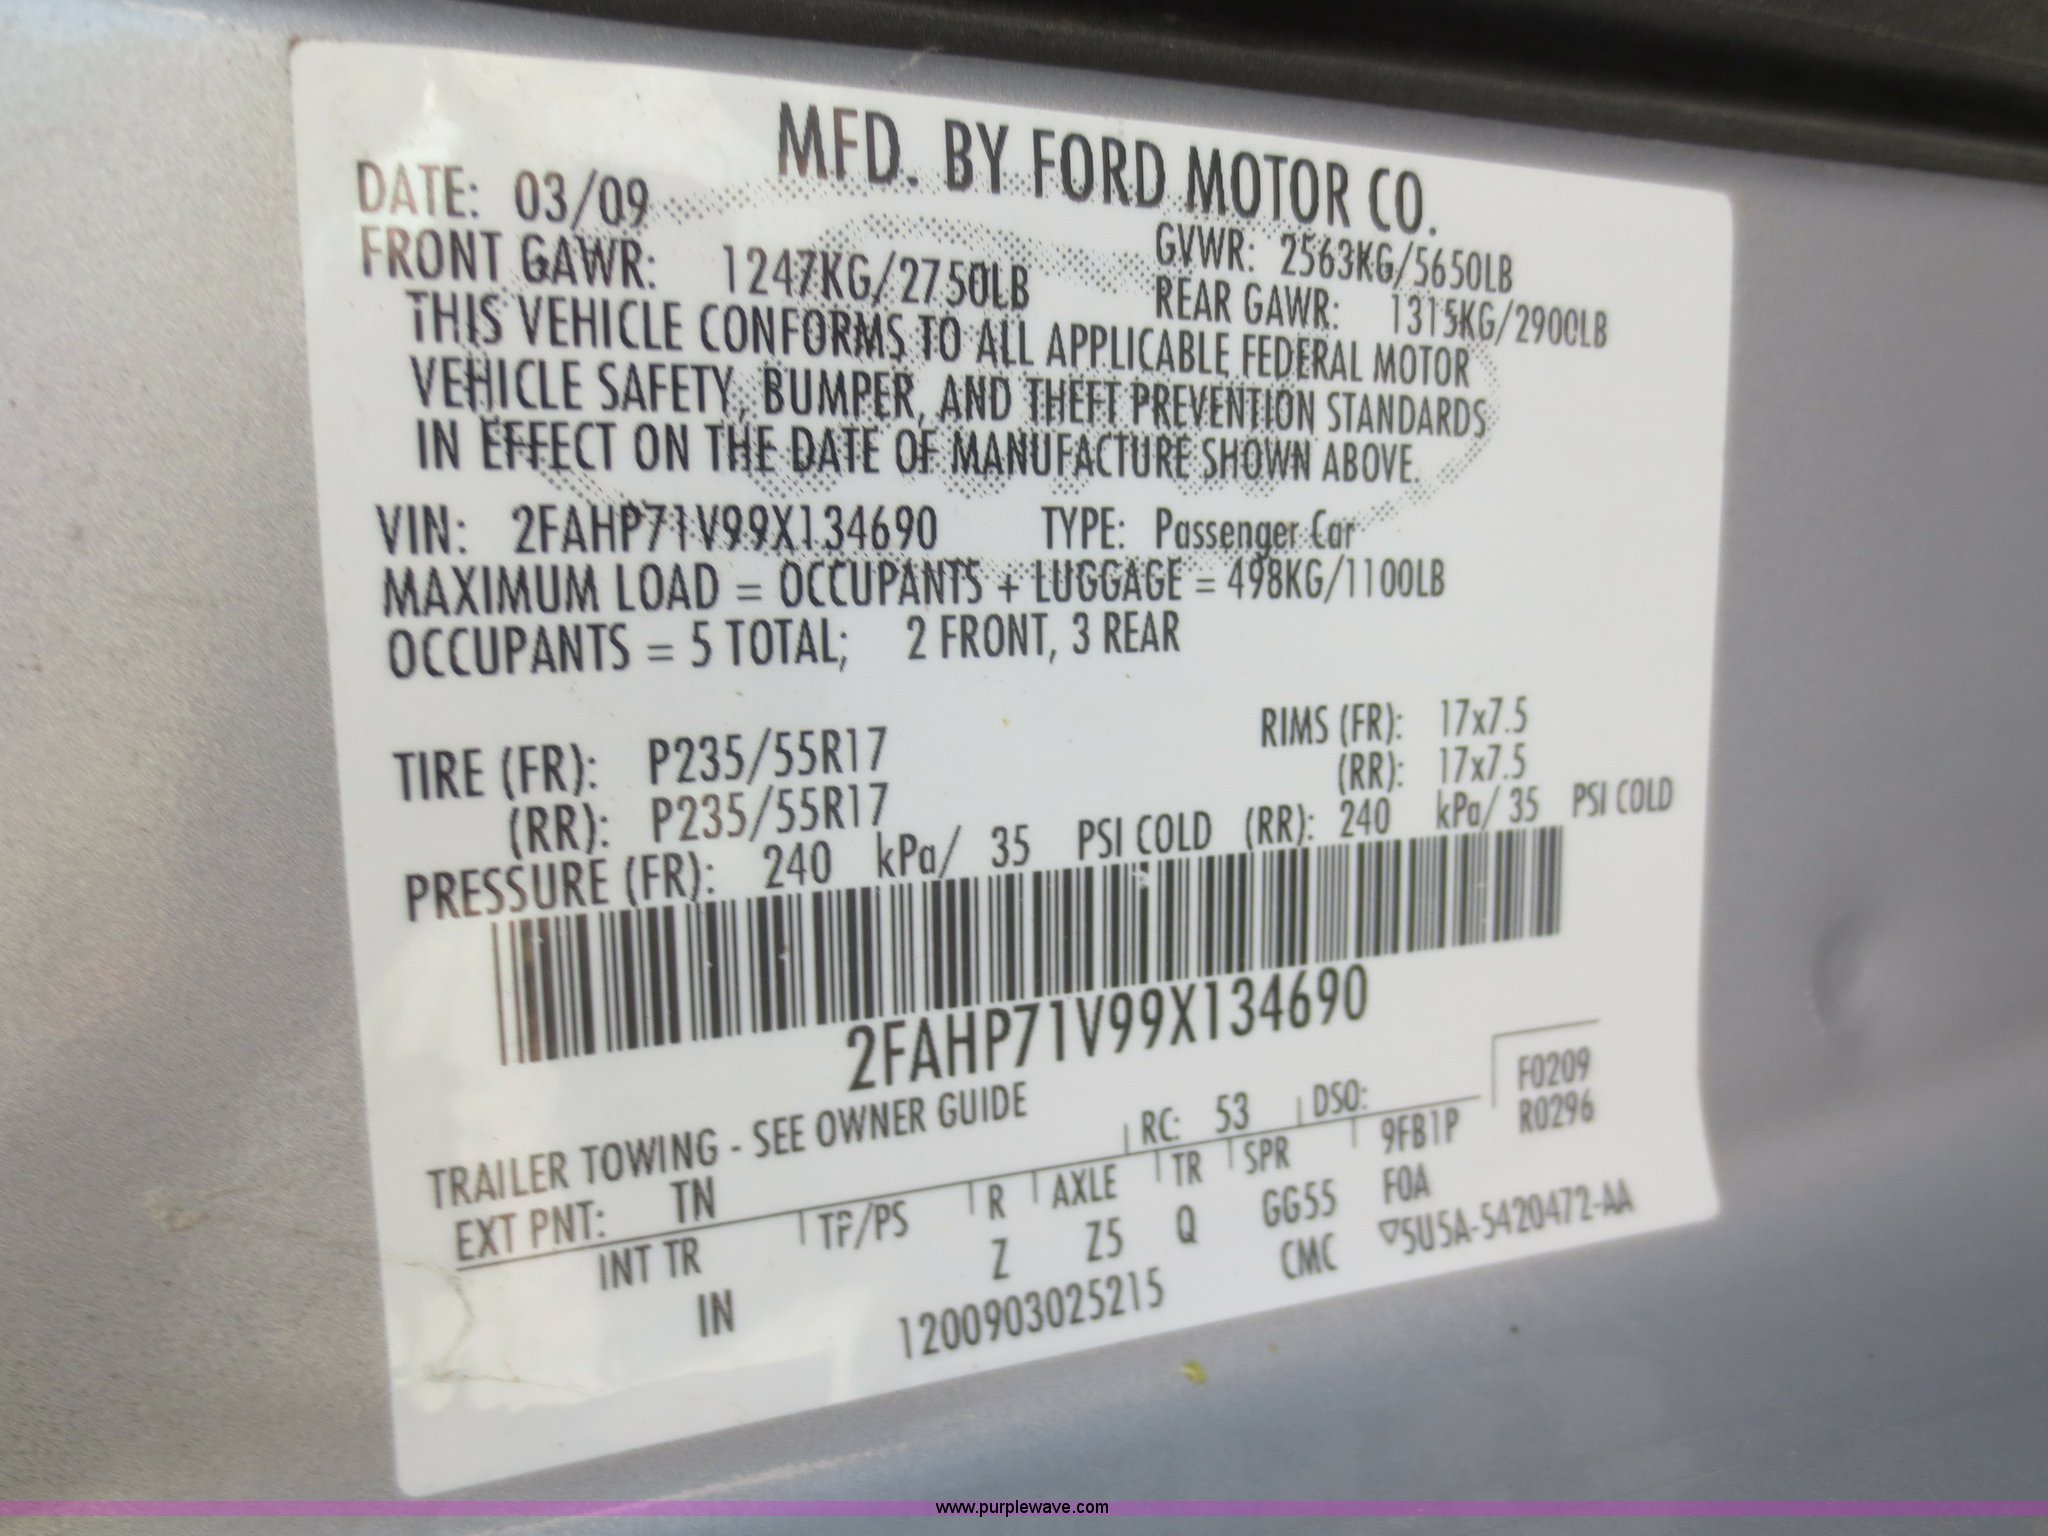 MFD. BY FORD MOTOR CO.
DATE: 03/09 GVWR: 2563KG/5650LB
FRONT GAWR: 1247KG/2750LB REAR GAWR: 1315KG/2900LB
THIS VEHICLE CONFORMS TO ALL APPLICABLE FEDERAL MOTOR
VEHICLE SAFETY, BUMPER, AND THEFT PREVENTION STANDARDS
IN EFFECT ON THE DATE OF MANUFACTURE SHOWN ABOVE.
VIN: 2FAHP71V99X134690 TYPE: Passenger Car
MAXIMUM LOAD = OCCUPANTS + LUGGAGE = 498KG/1100LB
OCCUPANTS = 5 TOTAL; 2 FRONT, 3 REAR
TIRE (FR): P235/55R17 RIMS (FR): 17x7.5
(RR): P235/55R17 (RR): 17x7.5
PRESSURE (FR): 240 kPa/ 35 PSI COLD (RR): 240 kPa/ 35 PSI COLD
2FAHP71V99X134690
TRAILER TOWING - SEE OWNER GUIDE F0209
EXT PNT: TN RC: 53 DSO: R0296
INT TR TP/PS R AXLE TR SPR 9FB1P
IN Z Z5 Q GG55 FOA
1200903025215 CMC ▽5U5A-5420472-AA
www.purplewave.com